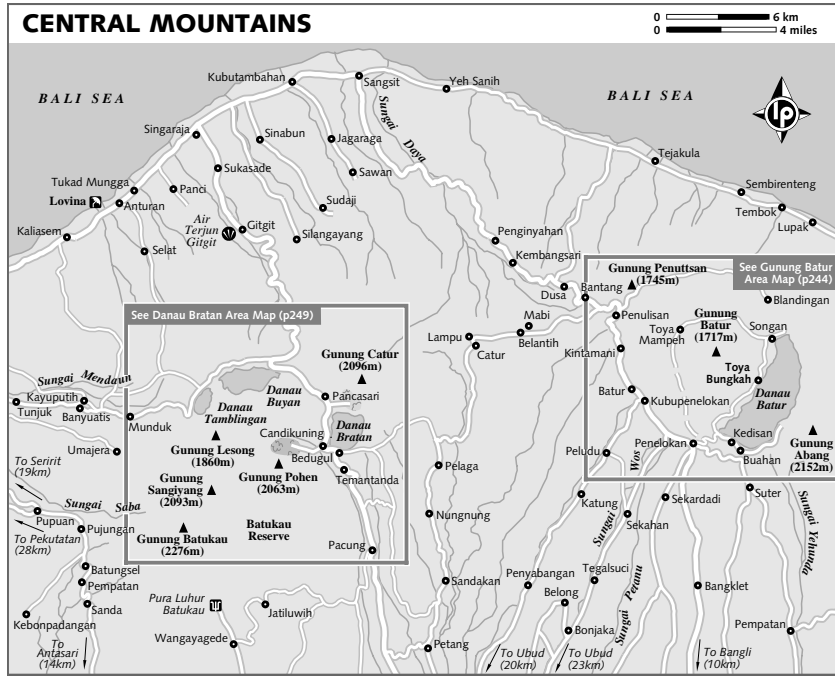 CENTRAL MOUNTAINS
0 6 km
0 4 miles
BALI SEA
BALI SEA
lp
Kubutambahan
Sangsit
Yeh Sanih
Singaraja
Sinabun
Jagaraga
Sungai Daya
Tejakula
Sukasade
Sawan
Tukad Mungga
Panci
Sembirenteng
Lovina
Anturan
Sudaji
Tembok
Air
Terjun
Gitgit
Gitgit
Kaliasem
Silangayang
Penginyahan
Lupak
Selat
Kembangsari
Gunung Penuttsan
(1745m)
See Gunung Batur
Area Map (p244)
Dusa
Bantang
Blandingan
See Danau Bratan Area Map (p249)
Mabi
Penulisan
Gunung
Batur
(1717m)
Toya
Mampeh
Songan
Lampu
Belantih
Catur
Kintamani
Gunung Catur
(2096m)
Toya
Bungkah
Sungai Mendaun
Danau
Buyan
Pancasari
Batur
Danau
Batur
Kayuputih
Tunjuk
Banyuatis
Munduk
Danau
Tamblingan
Kubupenelokan
Candikuning
Danau
Bratan
Umajera
Gunung Lesong
(1860m)
Bedugul
Penelokan
Kedisan
Gunung
Abang
(2152m)
Buahan
To Seririt
(19km)
Gunung
Sangiyang
(2093m)
Gunung Pohen
(2063m)
Temantanda
Pelaga
Peludu
Sungai Wos
Sungai Saba
Katung
Sekardadi
Suter
Pupuan
Pujungan
Gunung Batukau
(2276m)
Batukau
Reserve
Nungnung
Sekahan
Sungai Yehunda
To Pekutatan
(28km)
Pacung
Batungsel
Pempatan
Tegalsuci
Sandakan
Penyabangan
Bangklet
Sungai Petanu
Sanda
Pura Luhur
Batukau
Jatiluwih
Belong
Kebonpadangan
Bonjaka
Pempatan
To
Antasari
(14km)
Wangayagede
Petang
To Ubud
(20km)
To Ubud
(23km)
To Bangli
(10km)